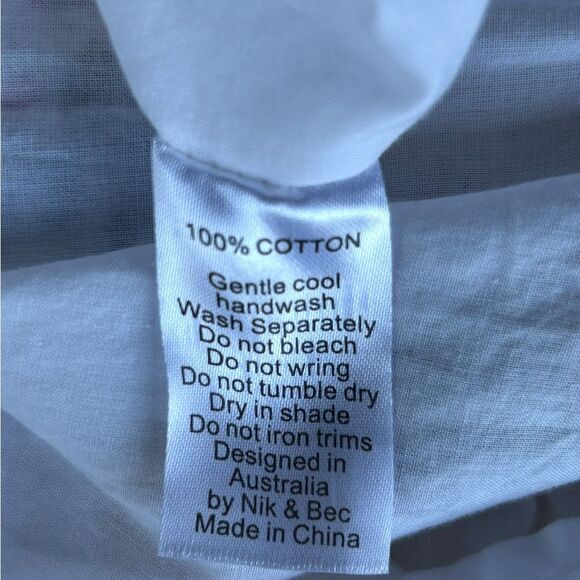 100% COTTON
Gentle cool
handwash
Wash Separately
Do not bleach
Do not wring
Do not tumble dry
Dry in shade
Do not iron trims
Designed in
Australia
by Nik & Bec
Made in China